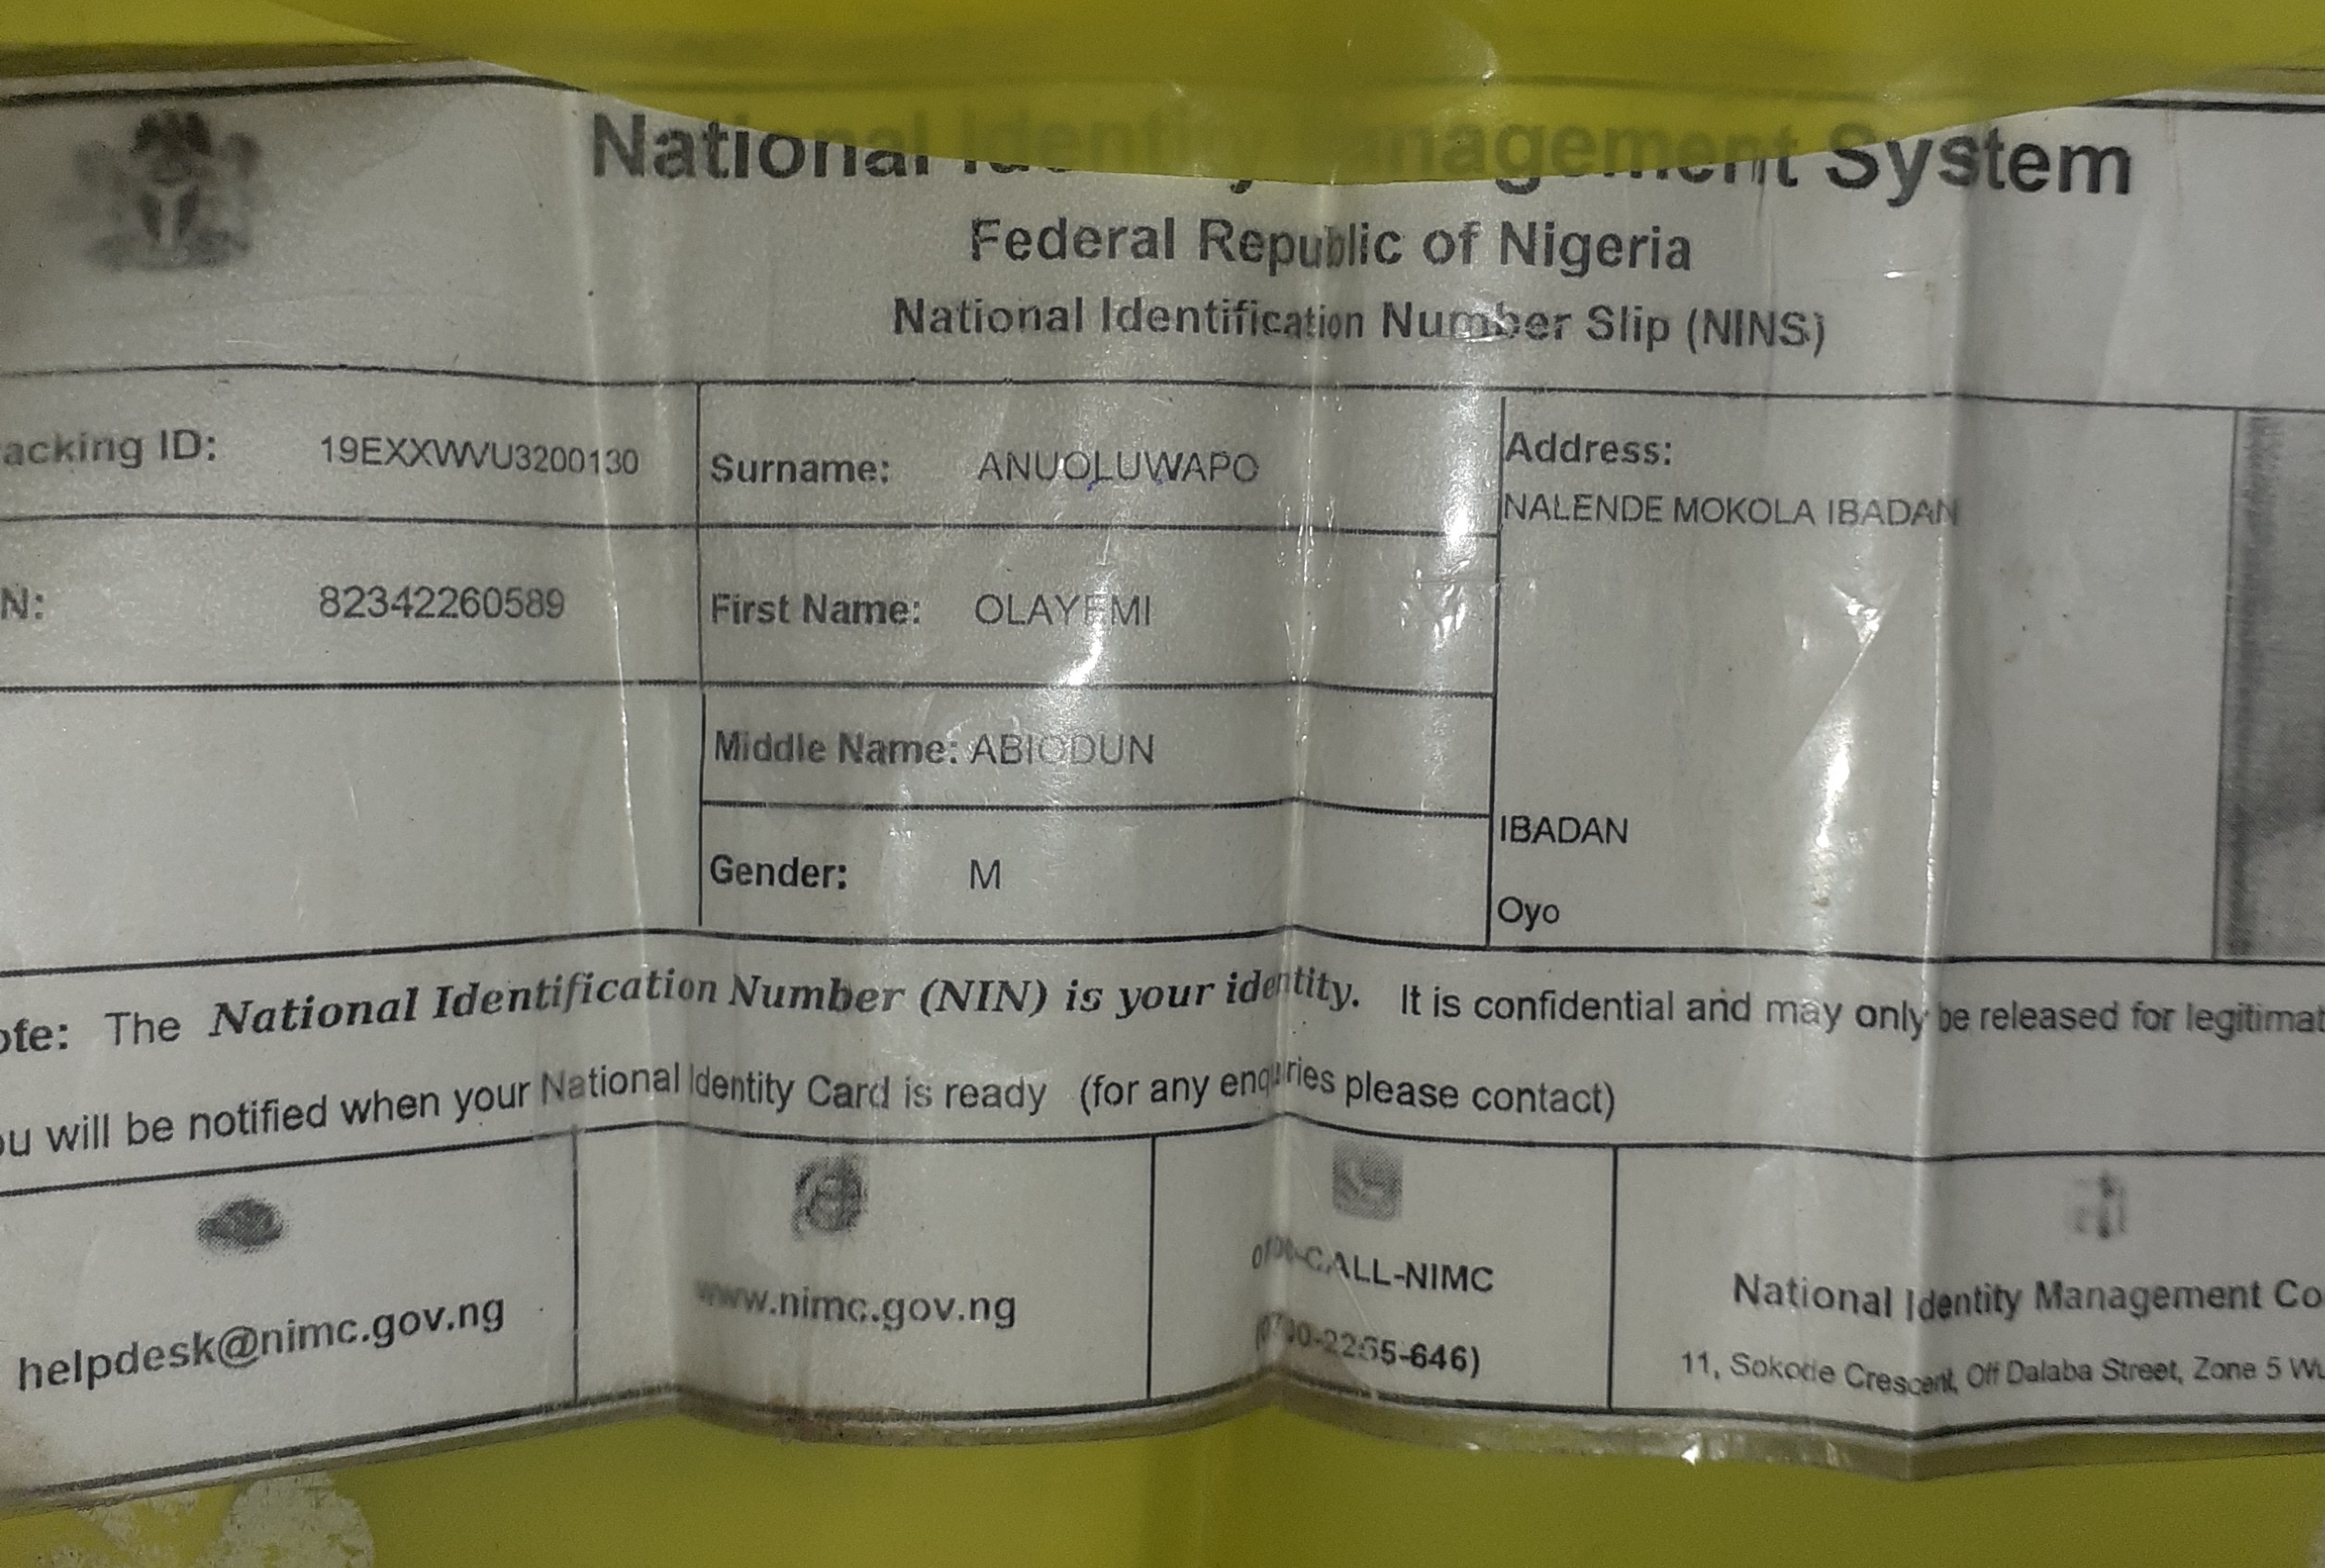 National Identity Management System
Federal Republic of Nigeria
National Identification Number Slip (NINS)
acking ID: 19EXXWVU3200130
Surname: ANUOLUWAPO
Address:
NALENDE MOKOLA IBADAN
N: 82342260589
First Name: OLAYEMI
Middle Name: ABIODUN
IBADAN
Gender: M
Oyo
ote: The National Identification Number (NIN) is your identity. It is confidential and may only be released for legitimat
ou will be notified when your National Identity Card is ready (for any enquiries please contact)
helpdesk@nimc.gov.ng
www.nimc.gov.ng
0700-CALL-NIMC
(0700-2255-646)
National Identity Management Co
11, Sokode Crescent, Off Dalaba Street, Zone 5 Wu